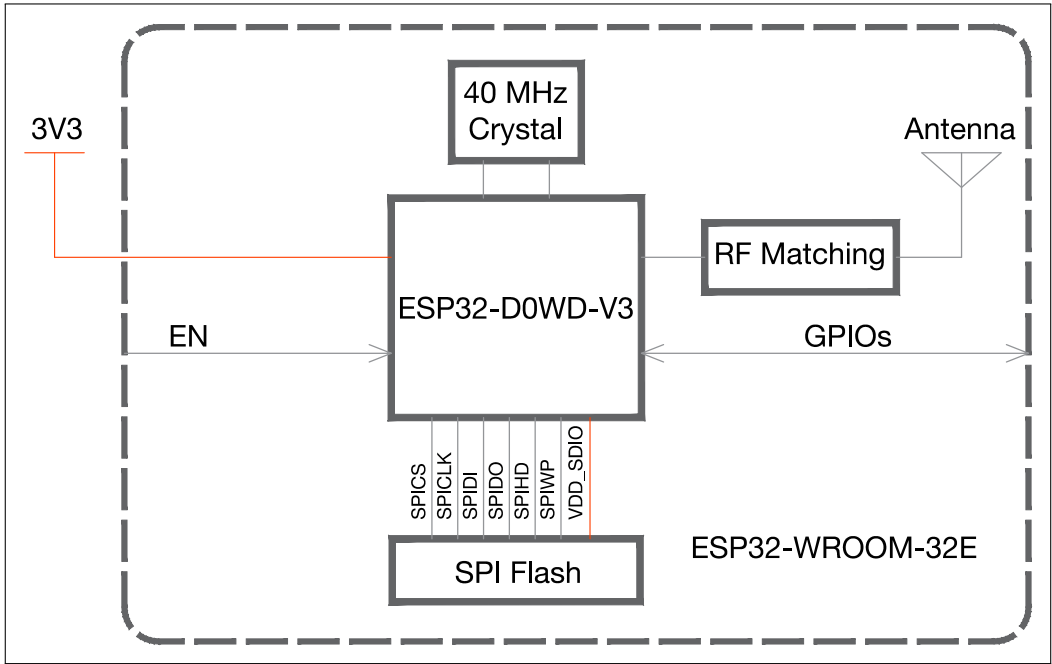 40 MHz
Crystal
3V3
Antenna
RF Matching
ESP32-D0WD-V3
EN
GPIOs
SPICS
SPICLK
SPIDI
SPIDO
SPIHD
SPIWP
VDD_SDIO
ESP32-WROOM-32E
SPI Flash